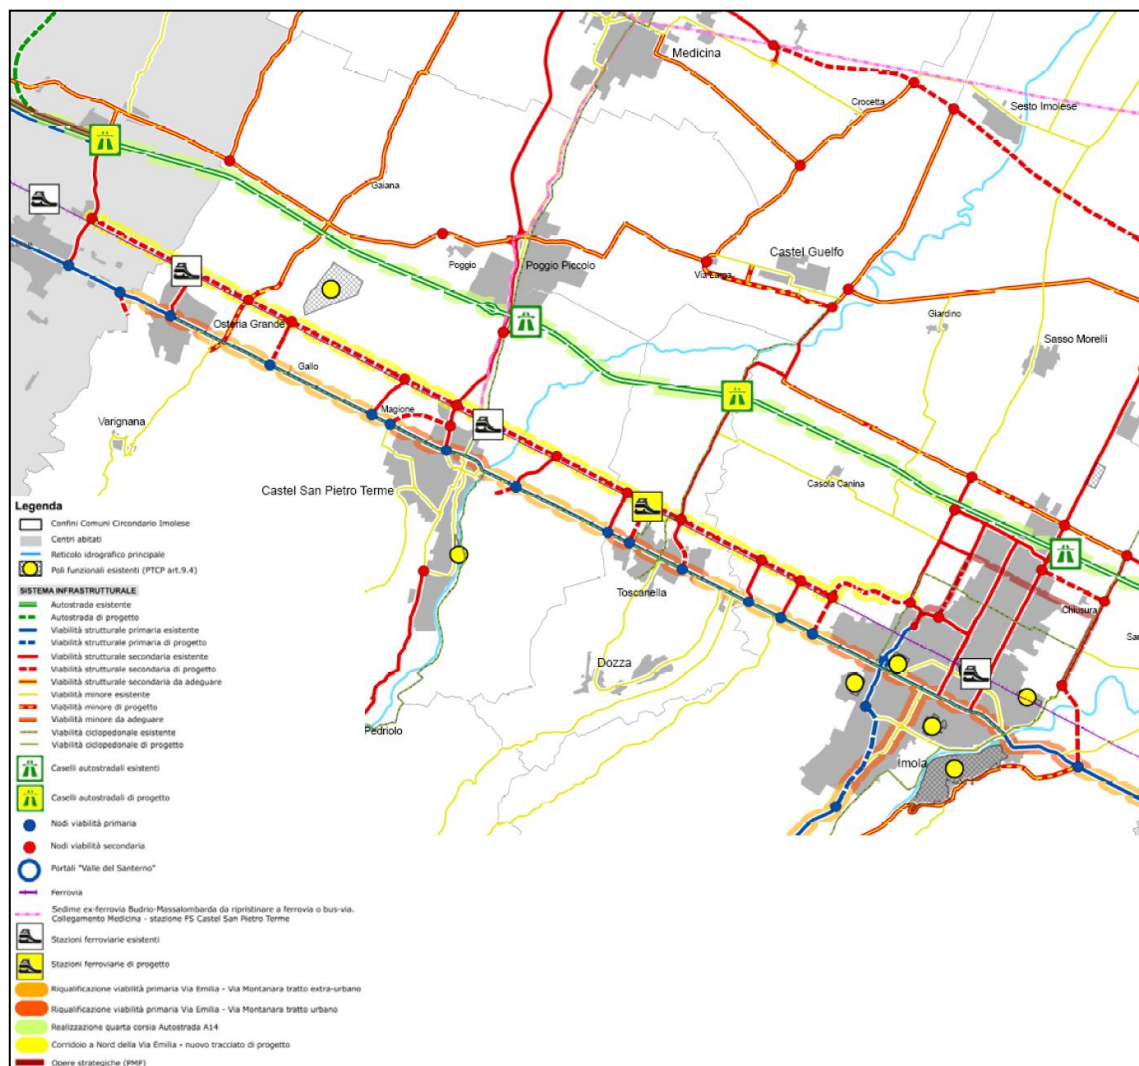 Medicina
Crocetta
Sesto Imolese
Gaiana
Poggio
Poggio Piccolo
Castel Guelfo
Via Larga
Giardino
Sasso Morelli
Osteria Grande
Gallo
Magione
Varignana
Castel San Pietro Terme
Casola Canina
Toscanella
Chiusura
Dozza
Pedriolo
Imola
Legenda
Confini Comuni Circondario Imolese
Centri abitati
Reticolo idrografico principale
Poli funzionali esistenti (PTCP art.9.4)
SISTEMA INFRASTRUTTURALE
Autostrada esistente
Autostrada di progetto
Viabilità strutturale primaria esistente
Viabilità strutturale primaria di progetto
Viabilità strutturale secondaria esistente
Viabilità strutturale secondaria di progetto
Viabilità strutturale secondaria da adeguare
Viabilità minore esistente
Viabilità minore di progetto
Viabilità minore da adeguare
Viabilità ciclopedonale esistente
Viabilità ciclopedonale di progetto
Caselli autostradali esistenti
Caselli autostradali di progetto
Nodi viabilità primaria
Nodi viabilità secondaria
Portali "Valle del Santerno"
Ferrovia
Sedime ex-ferrovia Budrio-Massalombarda da ripristinare a ferrovia o bus-via.
Collegamento Medicina - stazione FS Castel San Pietro Terme
Stazioni ferroviarie esistenti
Stazioni ferroviarie di progetto
Riqualificazione viabilità primaria Via Emilia - Via Montanara tratto extra-urbano
Riqualificazione viabilità primaria Via Emilia - Via Montanara tratto urbano
Realizzazione quarta corsia Autostrada A14
Corridoio a Nord della Via Emilia - nuovo tracciato di progetto
Opere strategiche (PMP)